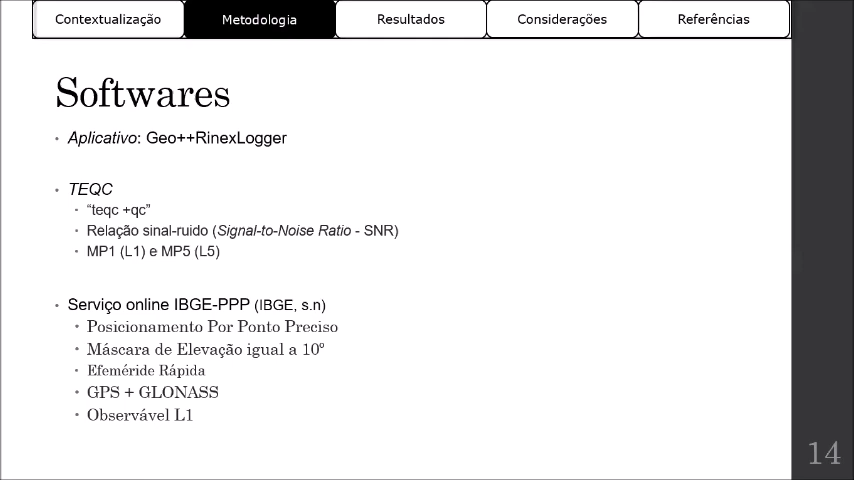 Contextualização Metodologia Resultados Considerações Referências
Softwares
• Aplicativo: Geo++RinexLogger
• TEQC
• “teqc +qc”
• Relação sinal-ruido (Signal-to-Noise Ratio - SNR)
• MP1 (L1) e MP5 (L5)
• Serviço online IBGE-PPP (IBGE, s.n)
• Posicionamento Por Ponto Preciso
• Máscara de Elevação igual a 10º
• Efeméride Rápida
• GPS + GLONASS
• Observável L1
14